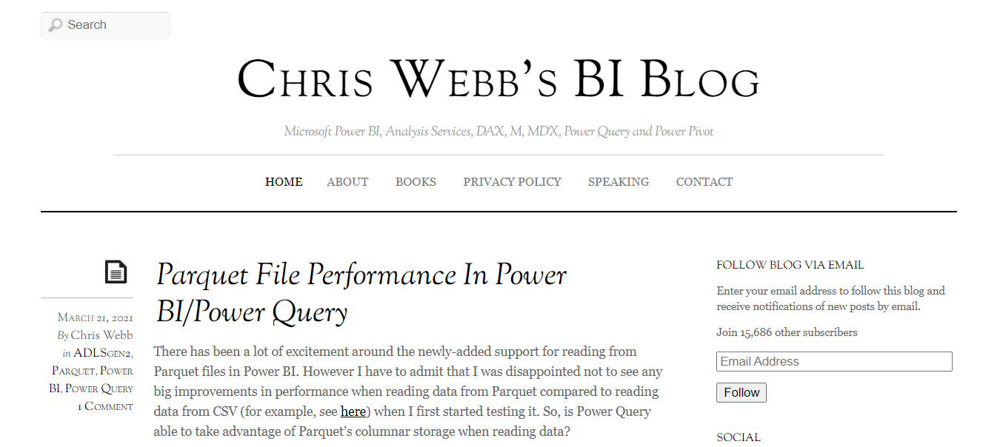 Search
Chris Webb's BI Blog
Microsoft Power BI, Analysis Services, DAX, M, MDX, Power Query and Power Pivot
HOME ABOUT BOOKS PRIVACY POLICY SPEAKING CONTACT
March 21, 2021
By Chris Webb
in ADLSgen2,
Parquet, Power
BI, Power Query
1 Comment
Parquet File Performance In Power
BI/Power Query
There has been a lot of excitement around the newly-added support for reading from
Parquet files in Power BI. However I have to admit that I was disappointed not to see any
big improvements in performance when reading data from Parquet compared to reading
data from CSV (for example, see here) when I first started testing it. So, is Power Query
able to take advantage of Parquet's columnar storage when reading data?
FOLLOW BLOG VIA EMAIL
Enter your email address to follow this blog and
receive notifications of new posts by email.
Join 15,686 other subscribers
Email Address
Follow
SOCIAL